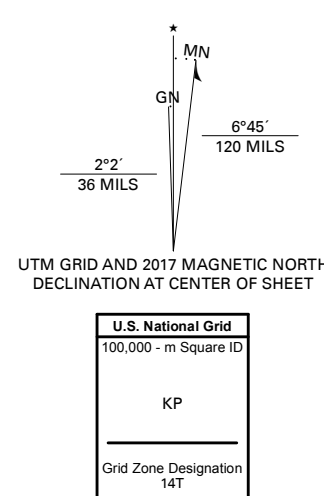 ★
MN
GN
6°45´
120 MILS
2°2´
36 MILS
UTM GRID AND 2017 MAGNETIC NORTH
DECLINATION AT CENTER OF SHEET
U.S. National Grid
100,000 - m Square ID
KP
Grid Zone Designation
14T